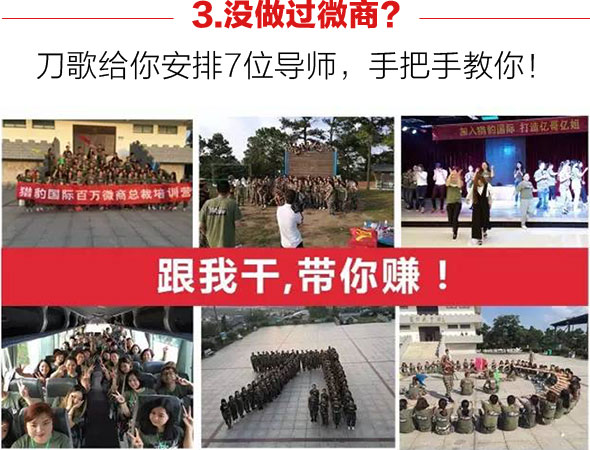 3.没做过微商?
刀歌给你安排7位导师，手把手教你！
猎豹国际百万微商总裁培训营
加入猎豹国际 打造亿哥亿姐
跟我干,带你赚！